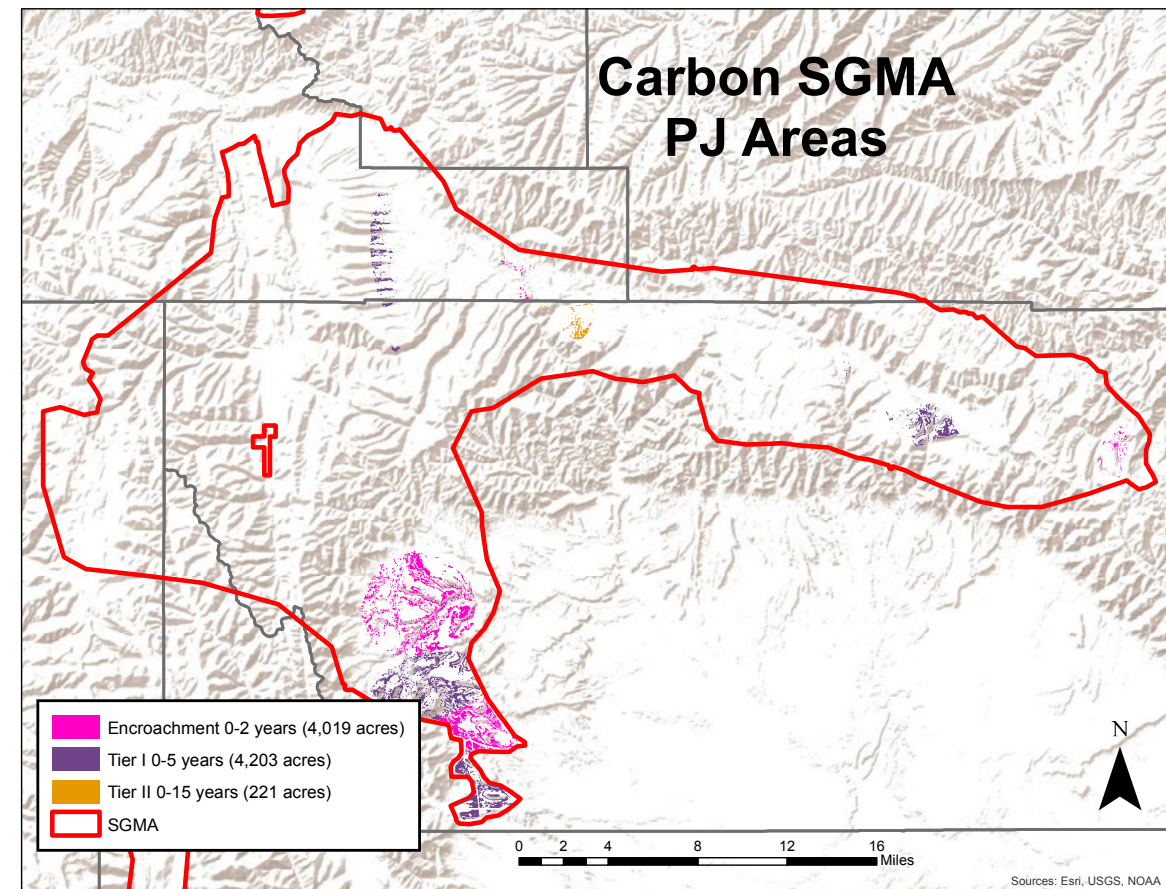 Carbon SGMA
PJ Areas
Encroachment 0-2 years (4,019 acres)
Tier I 0-5 years (4,203 acres)
Tier II 0-15 years (221 acres)
SGMA
N
0 2 4 8 12 16
Miles
Sources: Esri, USGS, NOAA